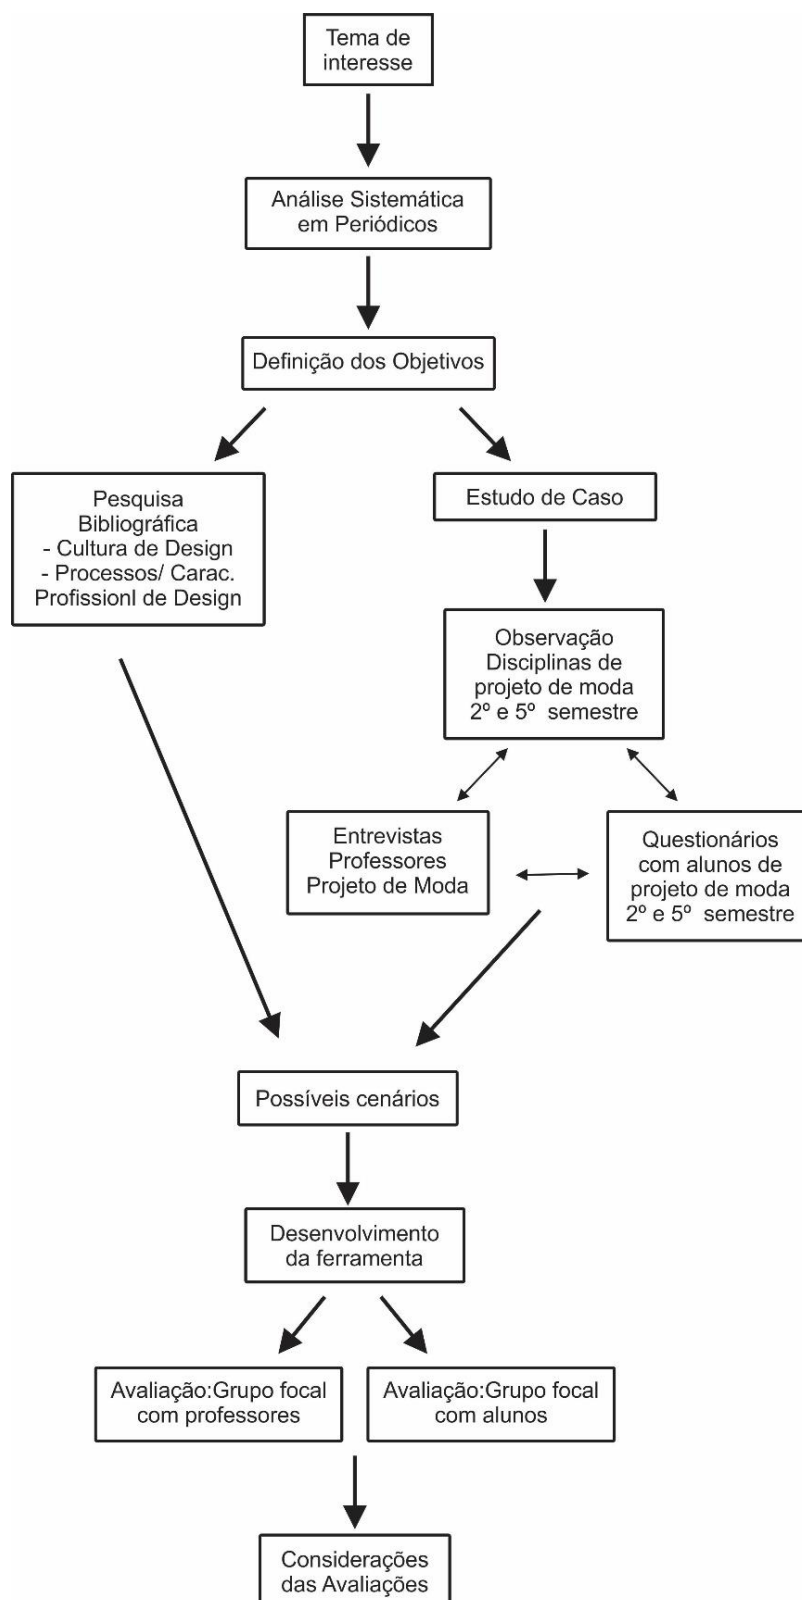 Tema de
interesse
Análise Sistemática
em Periódicos
Definição dos Objetivos
Pesquisa
Bibliográfica
- Cultura de Design
- Processos/ Carac.
Profissionl de Design
Estudo de Caso
Observação
Disciplinas de
projeto de moda
2º e 5º semestre
Entrevistas
Professores
Projeto de Moda
Questionários
com alunos de
projeto de moda
2º e 5º semestre
Possíveis cenários
Desenvolvimento
da ferramenta
Avaliação:Grupo focal
com professores
Avaliação:Grupo focal
com alunos
Considerações
das Avaliações